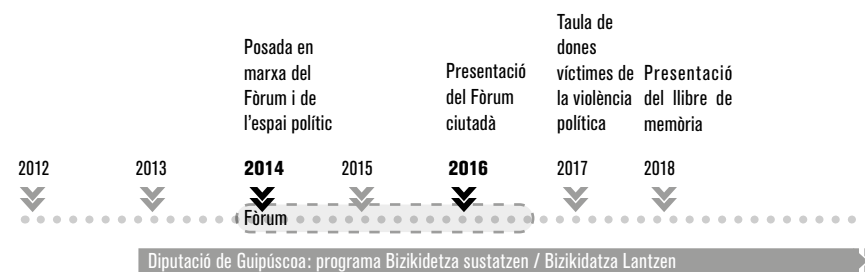 Posada en
marxa del
Fòrum i de
l'espai polític
Presentació
del Fòrum
ciutadà
Taula de
dones
víctimes de
la violència
política
Presentació
del llibre de
memòria
2012 2013 2014 2015 2016 2017 2018
Fòrum
Diputació de Guipúscoa: programa Bizikidetza sustatzen / Bizikidatza Lantzen